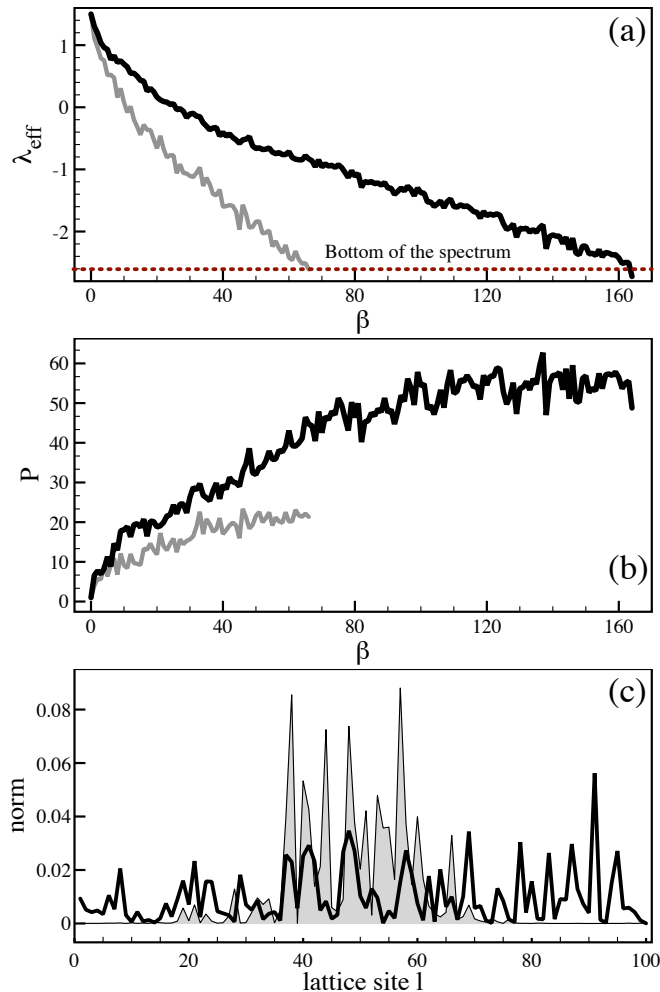 (a)
1
0
-1
-2
λeff
Bottom of the spectrum
0 40 80 120 160
β
60
50
40
30
20
10
0
P
(b)
0 40 80 120 160
β
(c)
0.08
0.06
0.04
0.02
0
norm
0 20 40 60 80 100
lattice site l